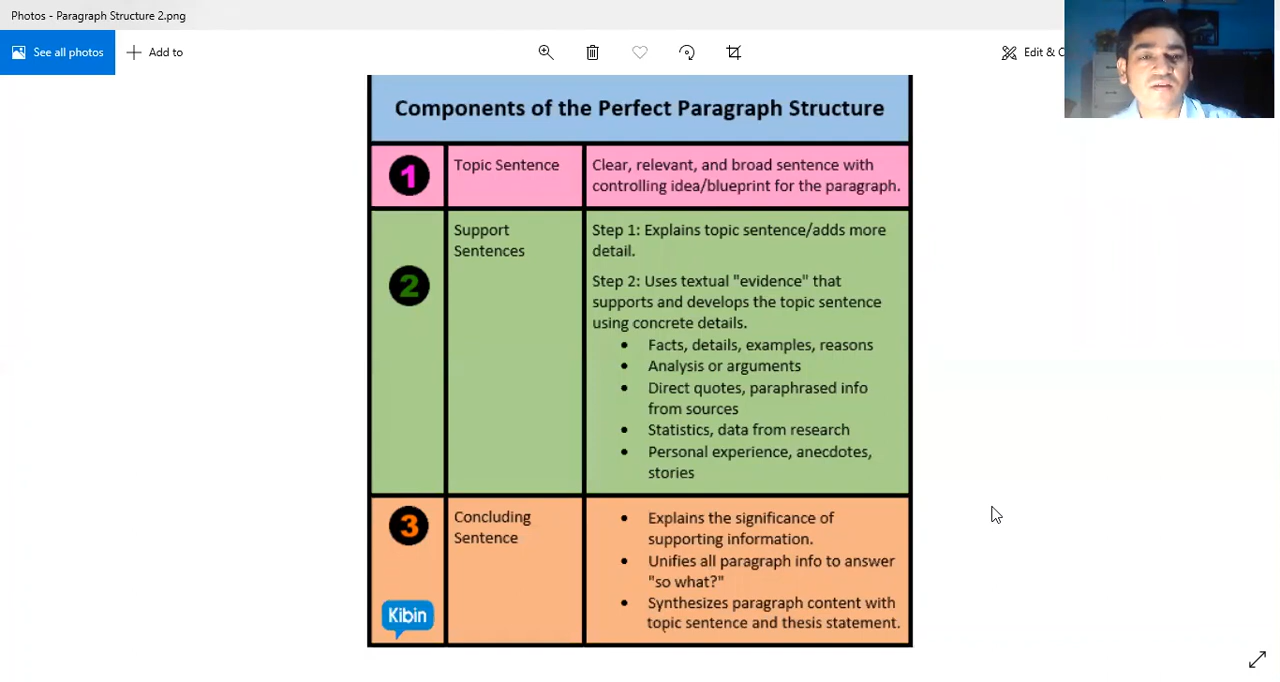 Photos - Paragraph Structure 2.png
See all photos
Add to
Edit & C
Components of the Perfect Paragraph Structure
1
Topic Sentence
Clear, relevant, and broad sentence with
controlling idea/blueprint for the paragraph.
2
Support
Sentences
Step 1: Explains topic sentence/adds more
detail.
Step 2: Uses textual "evidence" that
supports and develops the topic sentence
using concrete details.
• Facts, details, examples, reasons
• Analysis or arguments
• Direct quotes, paraphrased info
from sources
• Statistics, data from research
• Personal experience, anecdotes,
stories
3
Concluding
Sentence
• Explains the significance of
supporting information.
• Unifies all paragraph info to answer
"so what?"
• Synthesizes paragraph content with
topic sentence and thesis statement.
Kibin